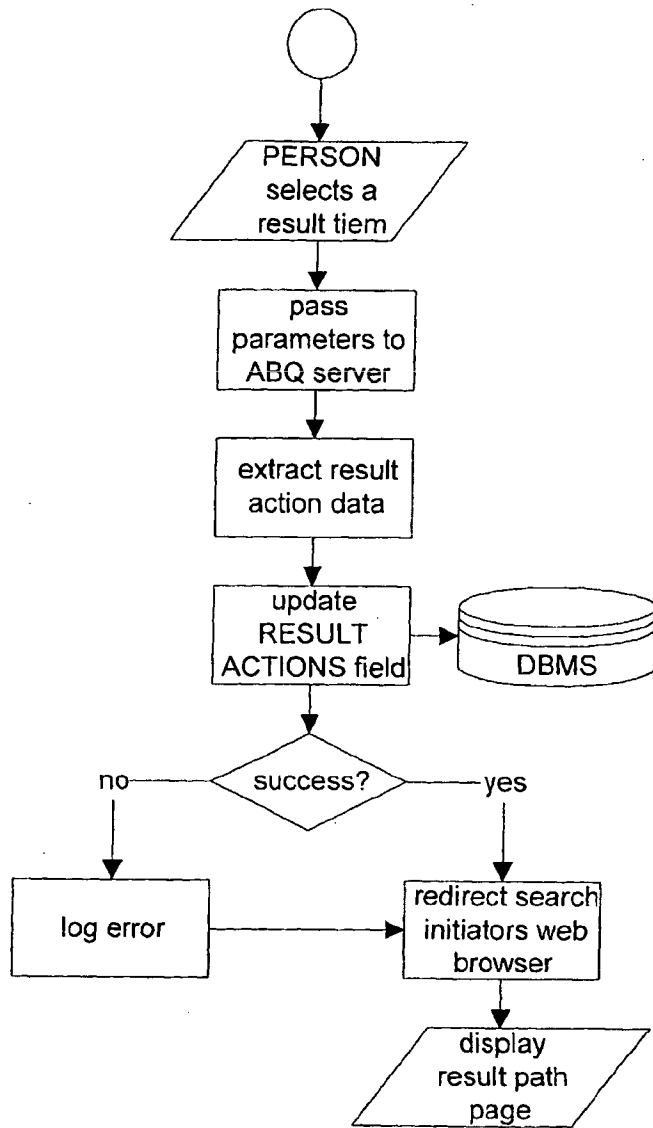 PERSON
selects a
result tiem
pass
parameters to
ABQ server
extract result
action data
update
RESULT
ACTIONS field
DBMS
no
success?
yes
log error
redirect search
initiators web
browser
display
result path
page